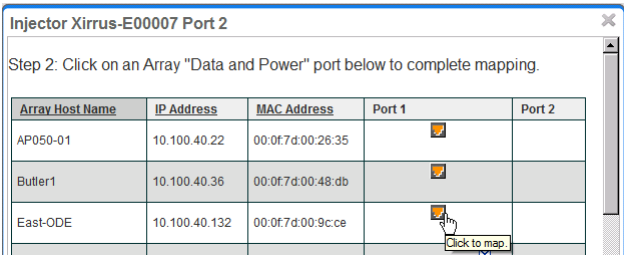 Injector Xirrus-E00007 Port 2
Step 2: Click on an Array "Data and Power" port below to complete mapping.
Array Host Name IP Address MAC Address Port 1 Port 2
AP050-01 10.100.40.22 00:0f:7d:00:26:35
Butler1 10.100.40.36 00:0f:7d:00:48:db
East-ODE 10.100.40.132 00:0f:7d:00:9c:ce
Click to map.